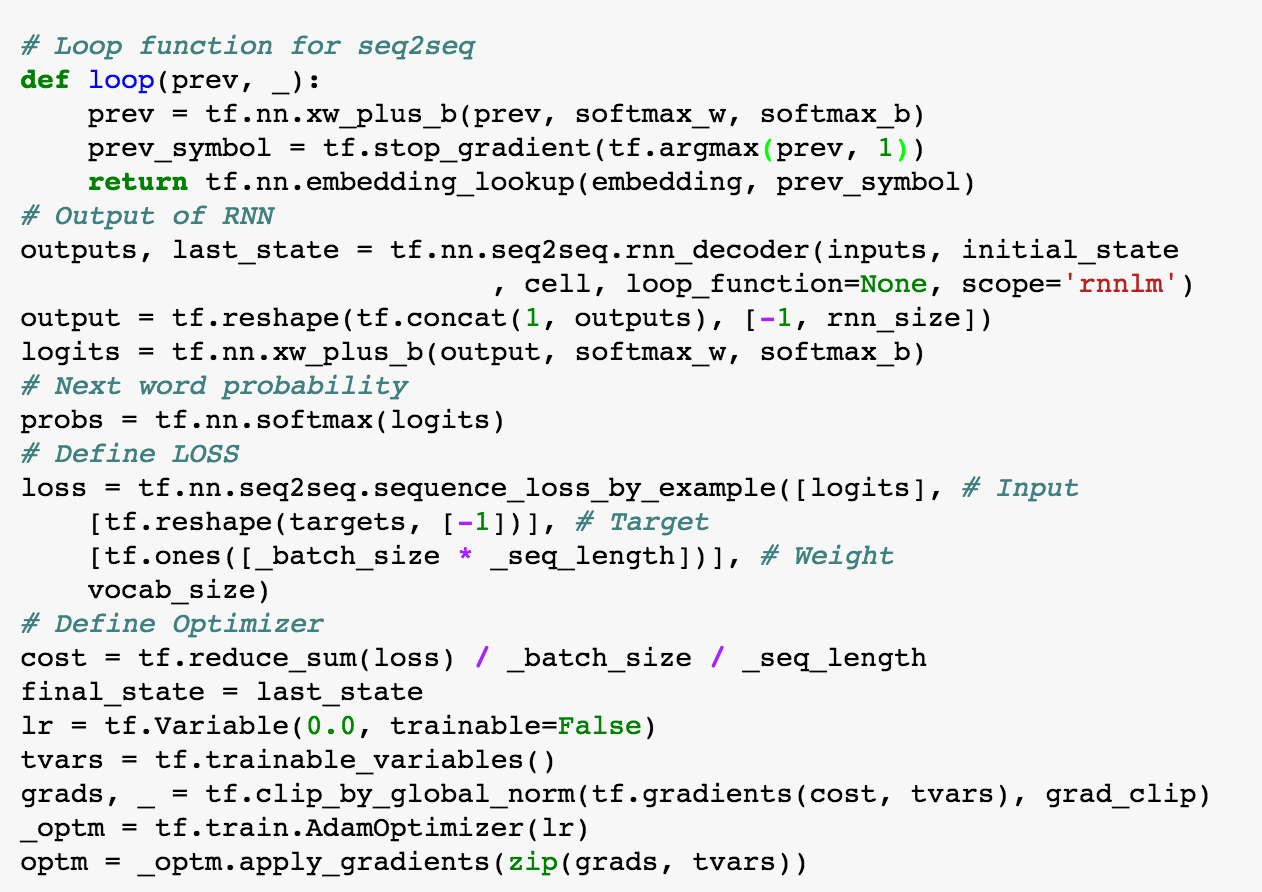 # Loop function for seq2seq
def loop(prev, _):
    prev = tf.nn.xw_plus_b(prev, softmax_w, softmax_b)
    prev_symbol = tf.stop_gradient(tf.argmax(prev, 1))
    return tf.nn.embedding_lookup(embedding, prev_symbol)
# Output of RNN
outputs, last_state = tf.nn.seq2seq.rnn_decoder(inputs, initial_state
                            , cell, loop_function=None, scope='rnnlm')
output = tf.reshape(tf.concat(1, outputs), [-1, rnn_size])
logits = tf.nn.xw_plus_b(output, softmax_w, softmax_b)
# Next word probability
probs = tf.nn.softmax(logits)
# Define LOSS
loss = tf.nn.seq2seq.sequence_loss_by_example([logits], # Input
    [tf.reshape(targets, [-1])], # Target
    [tf.ones([_batch_size * _seq_length])], # Weight
    vocab_size)
# Define Optimizer
cost = tf.reduce_sum(loss) / _batch_size / _seq_length
final_state = last_state
lr = tf.Variable(0.0, trainable=False)
tvars = tf.trainable_variables()
grads, _ = tf.clip_by_global_norm(tf.gradients(cost, tvars), grad_clip)
_optm = tf.train.AdamOptimizer(lr)
optm = _optm.apply_gradients(zip(grads, tvars))